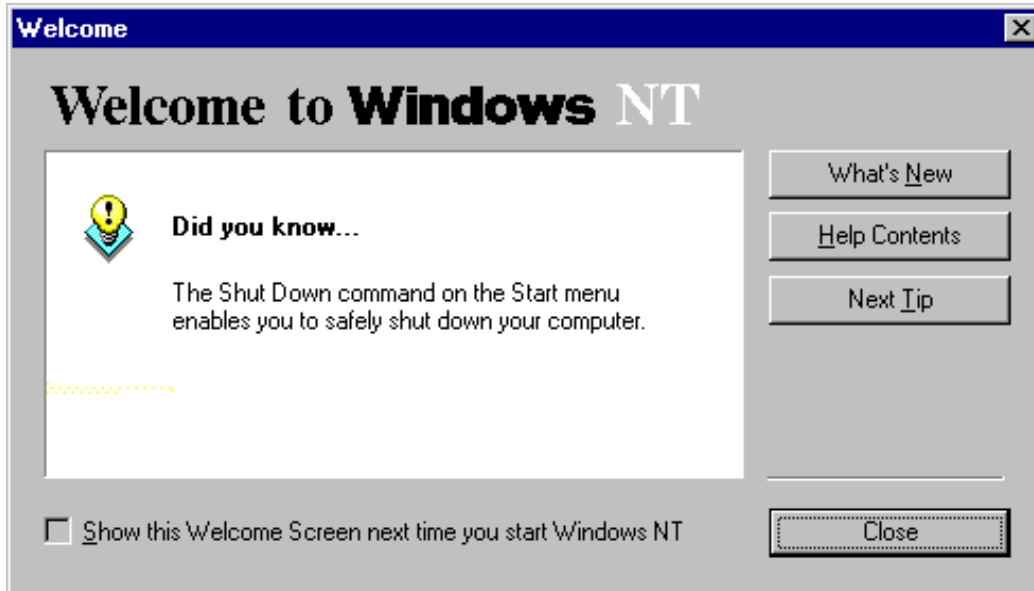 Welcome
Welcome to Windows NT
Did you know...
The Shut Down command on the Start menu
enables you to safely shut down your computer.
What's New
Help Contents
Next Tip
Show this Welcome Screen next time you start Windows NT
Close